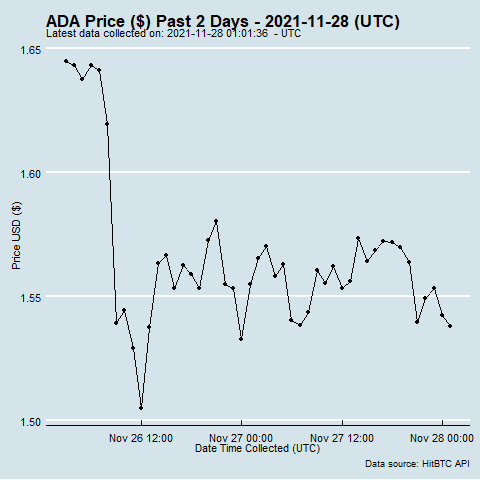 ADA Price ($) Past 2 Days - 2021-11-28 (UTC)
Latest data collected on: 2021-11-28 01:01:36 - UTC
1.65
1.60
1.55
1.50
Price USD ($)
Nov 26 12:00 Nov 27 00:00 Nov 27 12:00 Nov 28 00:00
Date Time Collected (UTC)
Data source: HitBTC API